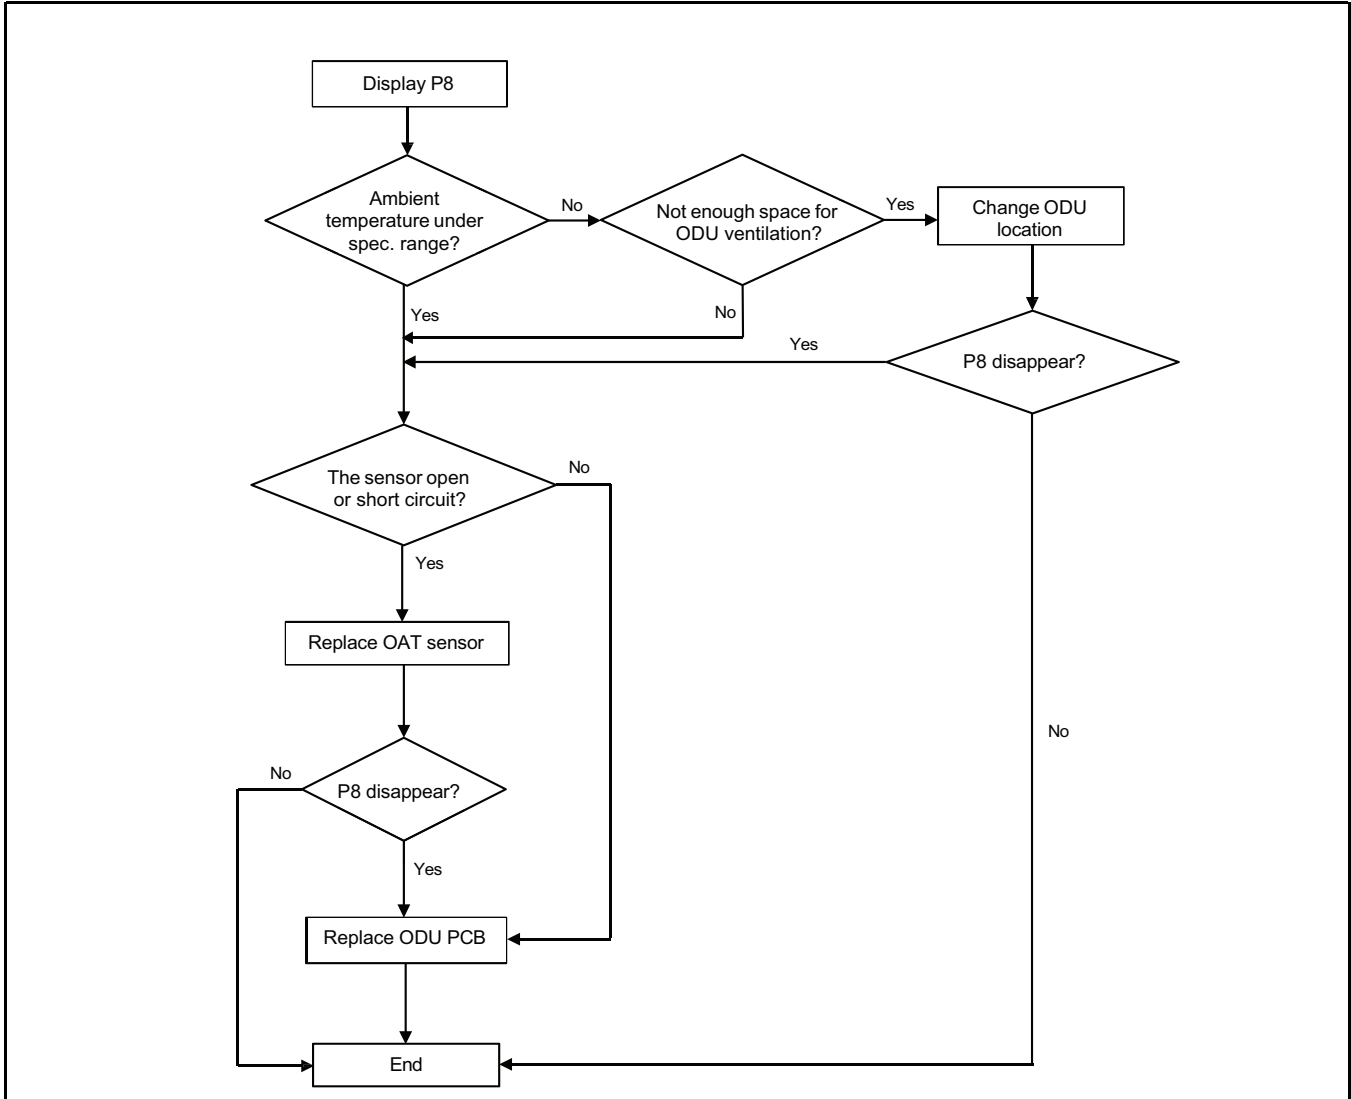 Display P8
Ambient
temperature under
spec. range?
No
Not enough space for
ODU ventilation?
Yes
Change ODU
location
Yes
No
Yes
P8 disappear?
The sensor open
or short circuit?
No
Yes
Replace OAT sensor
No
No
P8 disappear?
Yes
Replace ODU PCB
End